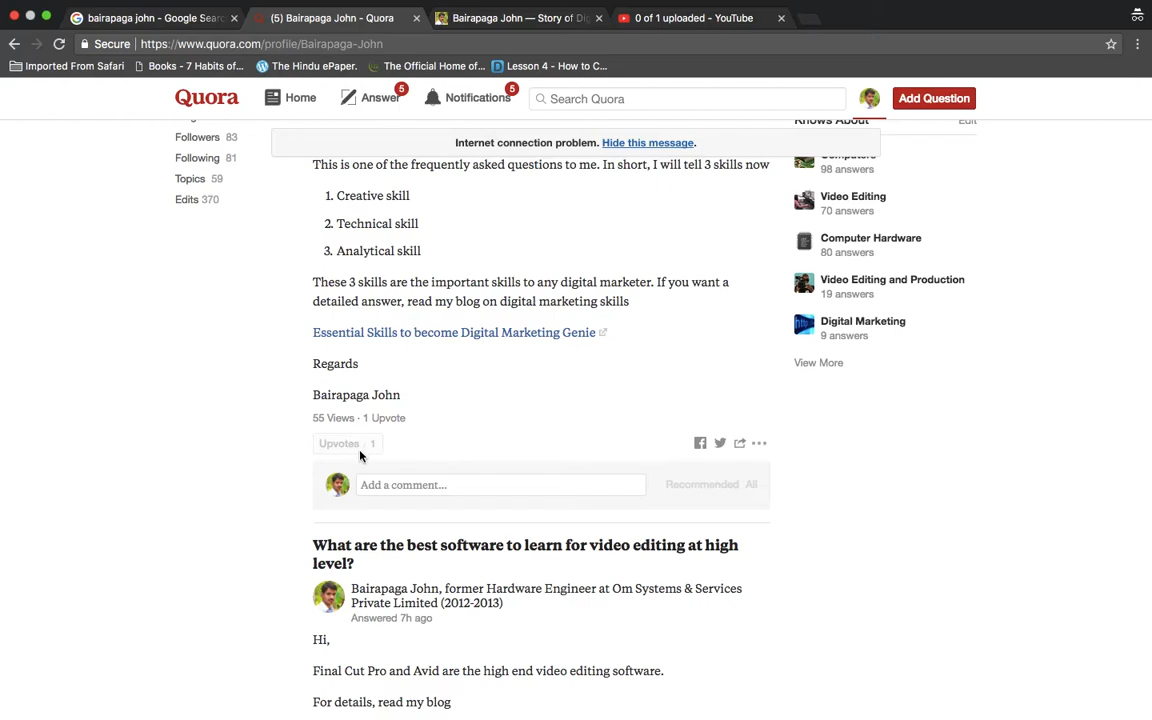 bairapaga john - Google Sear
(5) Bairapaga John - Quora
Bairapaga John — Story of Di
0 of 1 uploaded - YouTube
Secure https://www.quora.com/profile/Bairapaga-John
Imported From Safari Books - 7 Habits of... The Hindu ePaper. The Official Home of... Lesson 4 - How to C...
Quora Home Answer 5 Notifications 5 Search Quora Add Question
Followers 83
Following 81
Topics 59
Edits 370
Internet connection problem. Hide this message.
This is one of the frequently asked questions to me. In short, I will tell 3 skills now
1. Creative skill
2. Technical skill
3. Analytical skill
These 3 skills are the important skills to any digital marketer. If you want a
detailed answer, read my blog on digital marketing skills
Essential Skills to become Digital Marketing Genie
Regards
Bairapaga John
55 Views · 1 Upvote
Upvotes 1
Add a comment...
Recommended All
What are the best software to learn for video editing at high
level?
Bairapaga John, former Hardware Engineer at Om Systems & Services
Private Limited (2012-2013)
Answered 7h ago
Hi,
Final Cut Pro and Avid are the high end video editing software.
For details, read my blog
Knows About Edit
Computers
98 answers
Video Editing
70 answers
Computer Hardware
80 answers
Video Editing and Production
19 answers
Digital Marketing
9 answers
View More